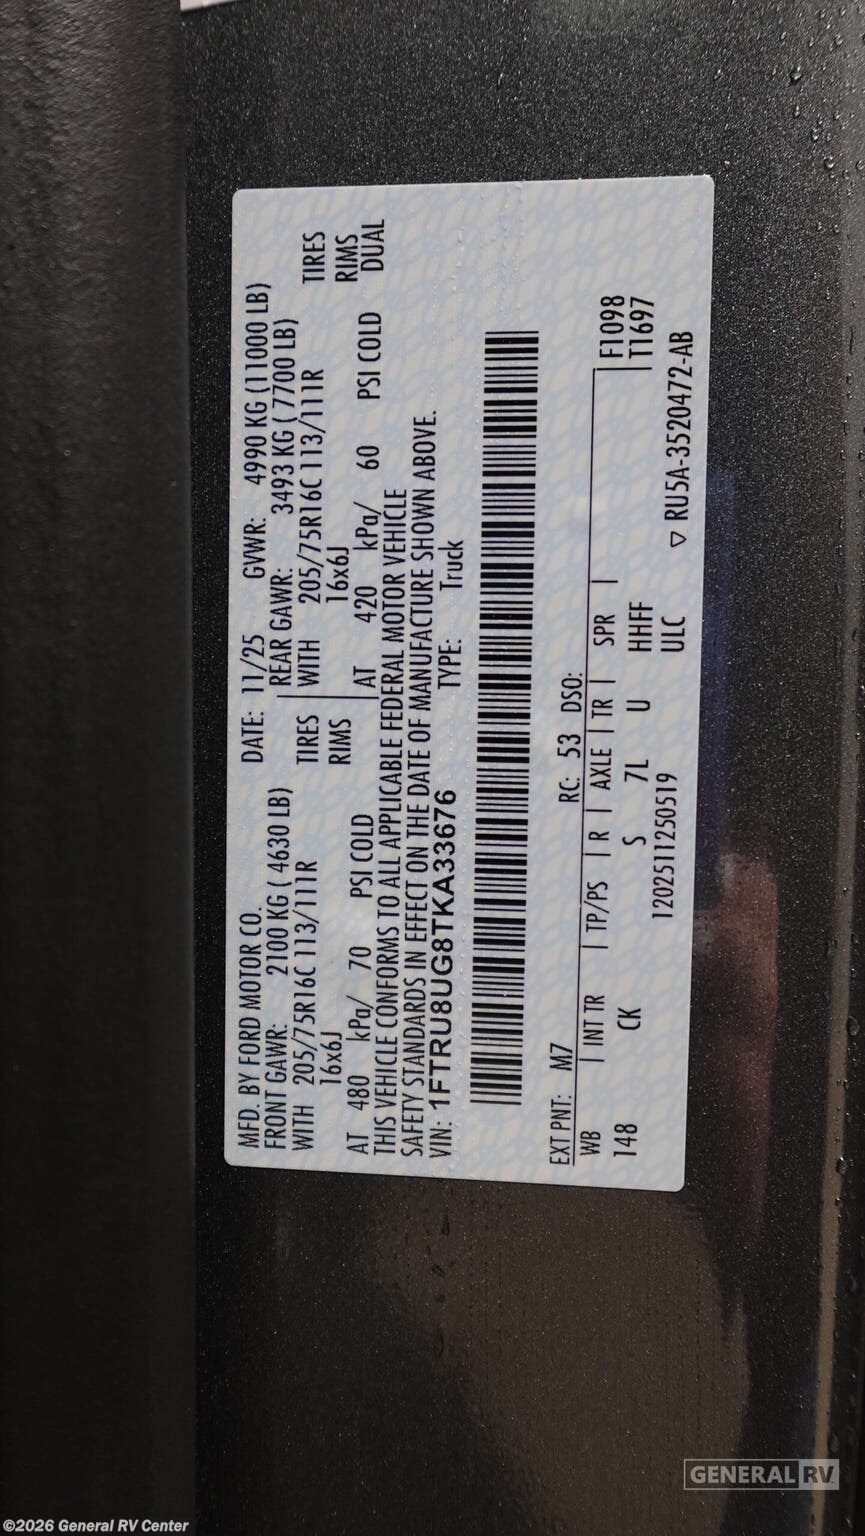 MFD. BY FORD MOTOR CO. DATE: 11/25 GVWR: 4990 KG (11000 LB)
FRONT GAWR: 2100 KG ( 4630 LB) REAR GAWR: 3493 KG ( 7700 LB)
WITH 205/75R16C 113/111R TIRES WITH 205/75R16C 113/111R TIRES
16x6J RIMS 16x6J RIMS
AT 480 kPa/ 70 PSI COLD AT 420 kPa/ 60 PSI COLD DUAL
THIS VEHICLE CONFORMS TO ALL APPLICABLE FEDERAL MOTOR VEHICLE
SAFETY STANDARDS IN EFFECT ON THE DATE OF MANUFACTURE SHOWN ABOVE.
VIN: 1FTRU8UG8TKA33676 TYPE: Truck
EXT PNT: M7 RC: 53 DSO:
WB INT TR TP/PS R AXLE TR SPR F1098
148 CK S 7L U HHFF T1697
1202511250519 ULC
▽ RU5A-3520472-AB
GENERAL RV
©2026 General RV Center